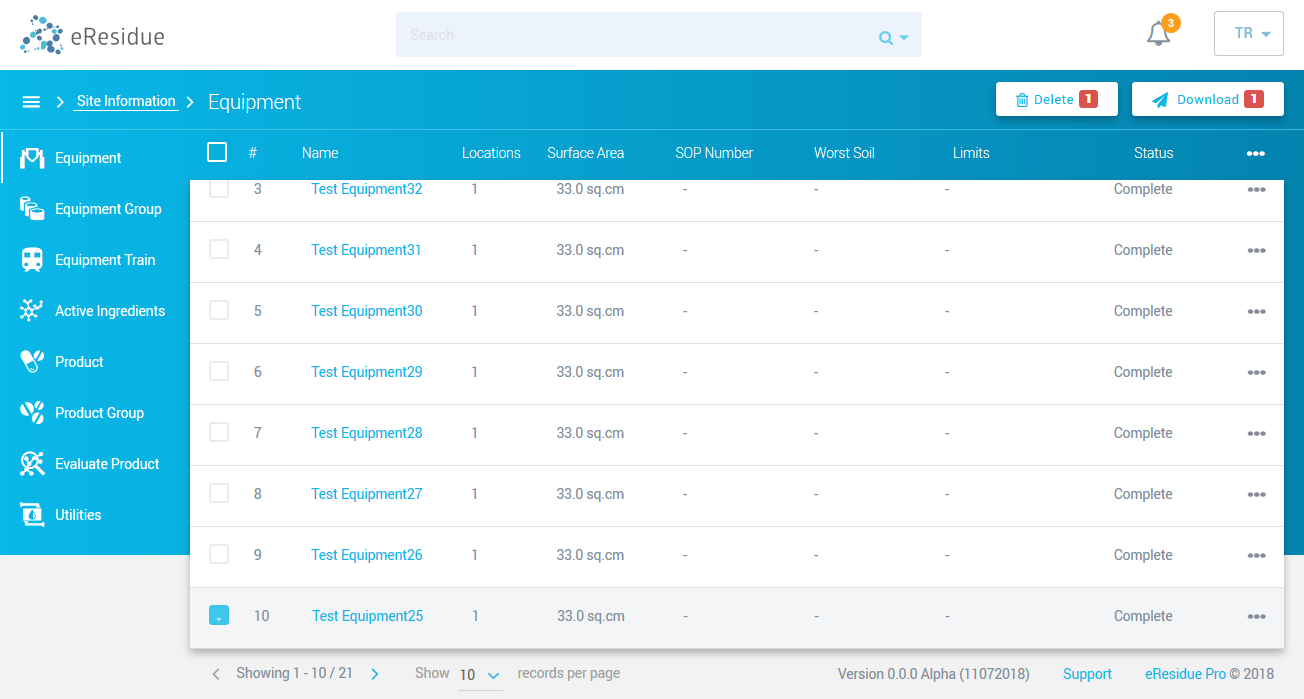 eResidue
Search
3
TR
Site Information
Equipment
Delete 1
Download 1
# Name Locations Surface Area SOP Number Worst Soil Limits Status
Equipment
Equipment Group
Equipment Train
Active Ingredients
Product
Product Group
Evaluate Product
Utilities
3 Test Equipment32 1 33.0 sq.cm - - - Complete
4 Test Equipment31 1 33.0 sq.cm - - - Complete
5 Test Equipment30 1 33.0 sq.cm - - - Complete
6 Test Equipment29 1 33.0 sq.cm - - - Complete
7 Test Equipment28 1 33.0 sq.cm - - - Complete
8 Test Equipment27 1 33.0 sq.cm - - - Complete
9 Test Equipment26 1 33.0 sq.cm - - - Complete
10 Test Equipment25 1 33.0 sq.cm - - - Complete
Showing 1 - 10 / 21 Show 10 records per page Version 0.0.0 Alpha (11072018) Support eResidue Pro © 2018